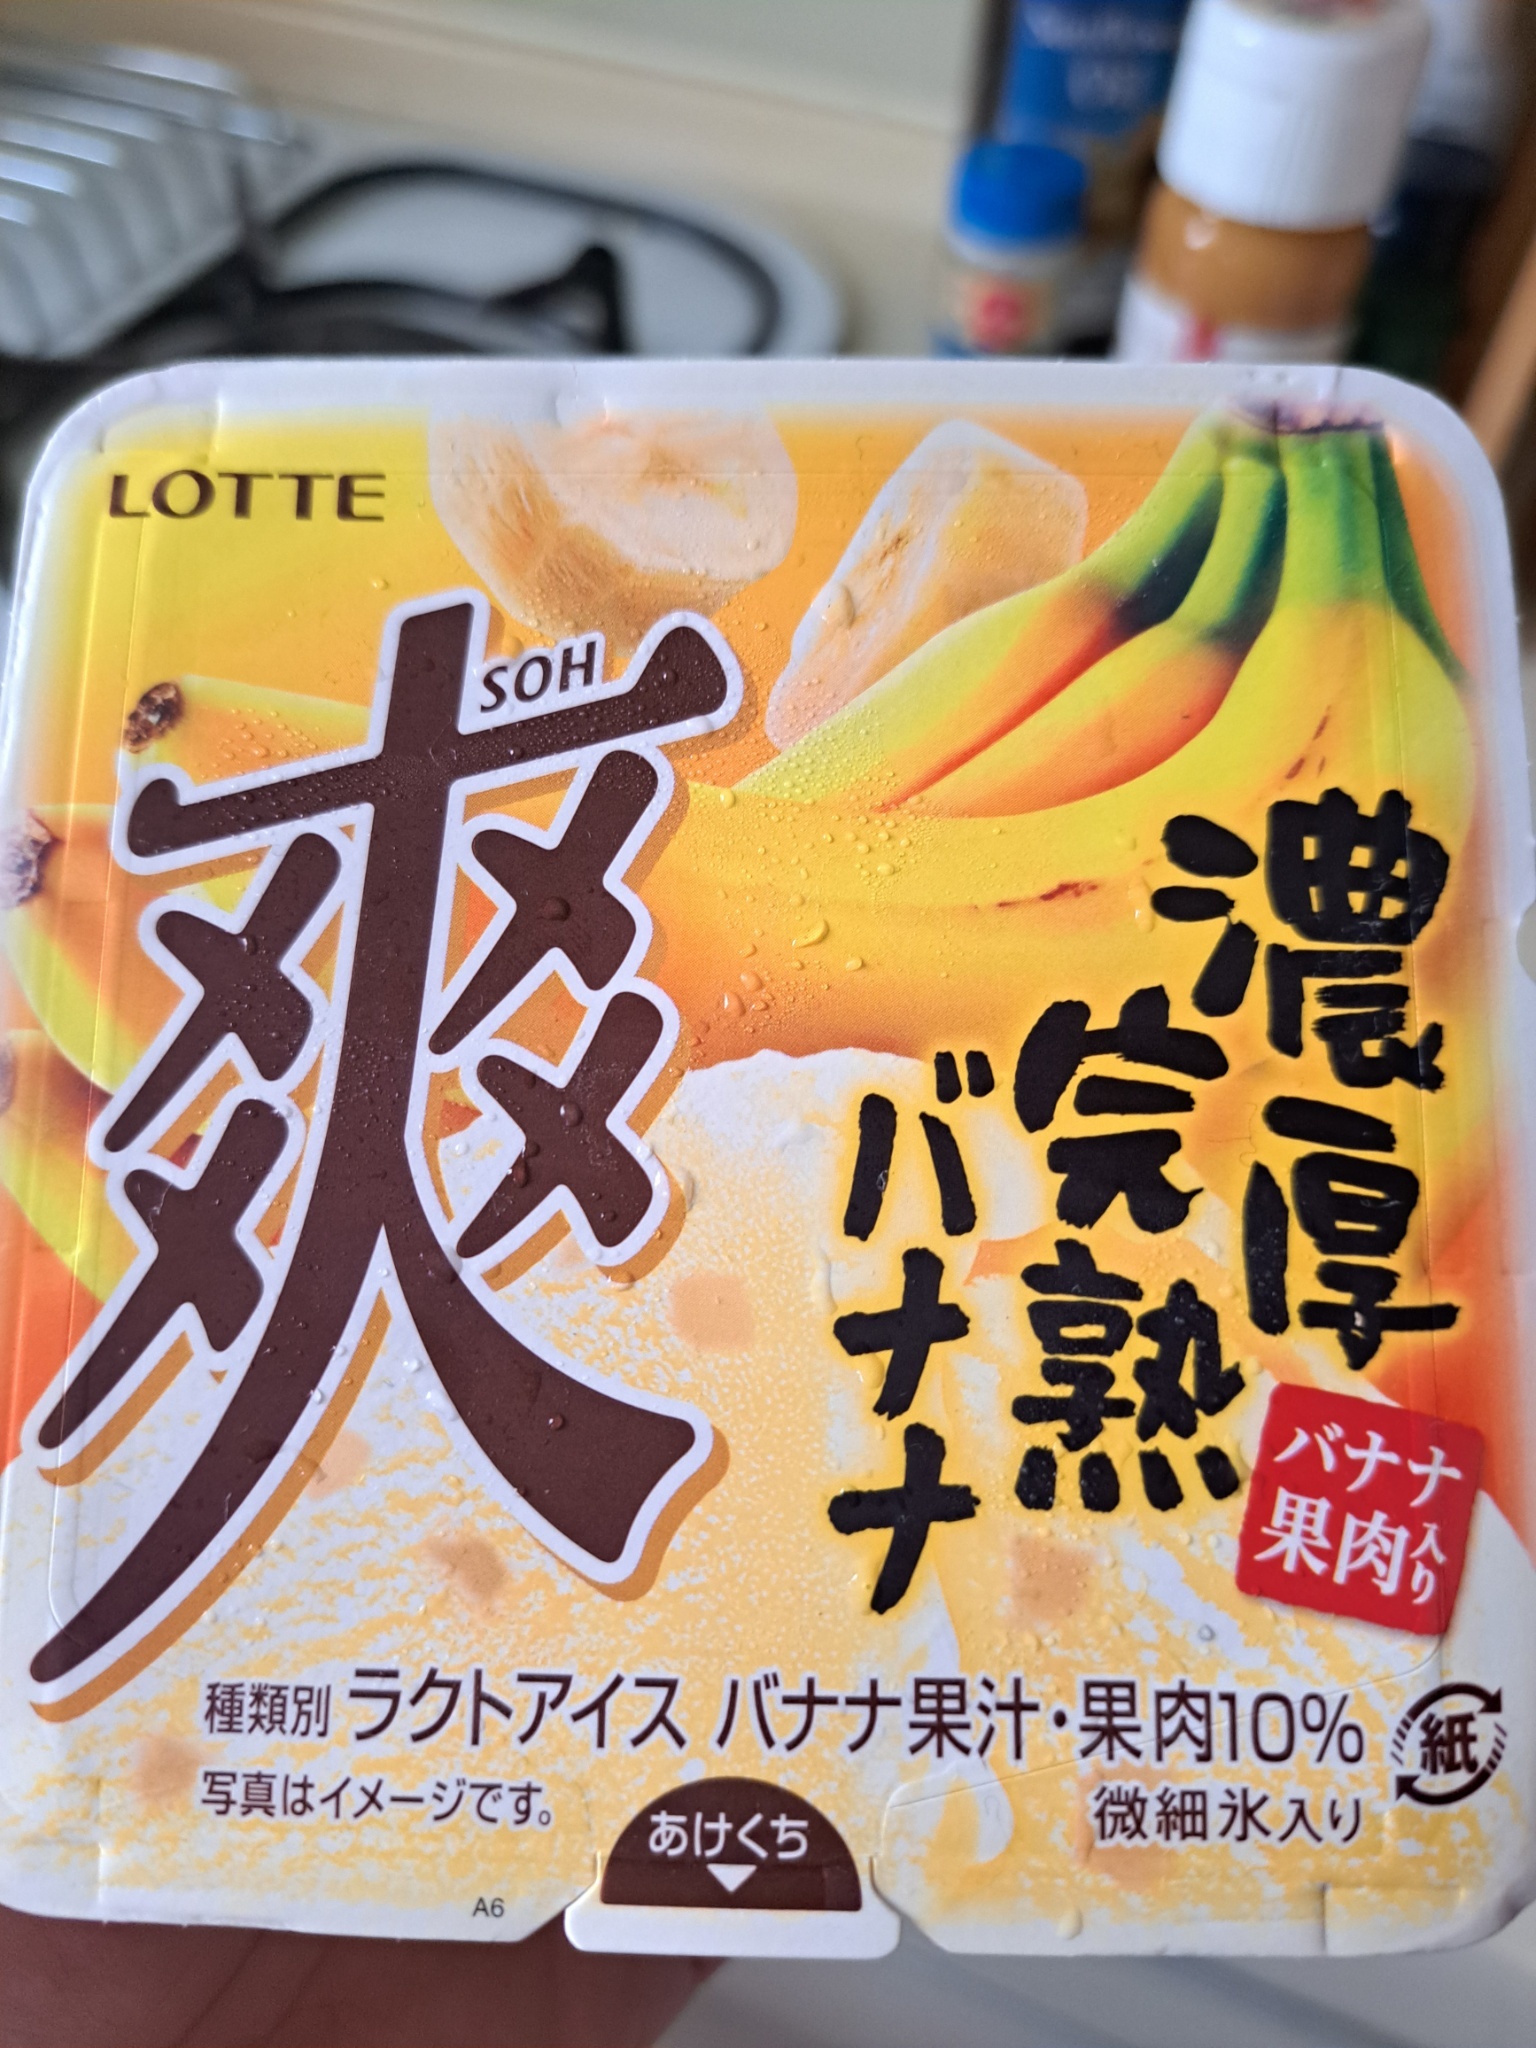 LOTTE
爽
SOH
濃厚
完熟
バナナ
バナナ
果肉入り
種類別 ラクトアイス バナナ果汁・果肉10%
写真はイメージです。
微細氷入り
紙
あけくち
A6